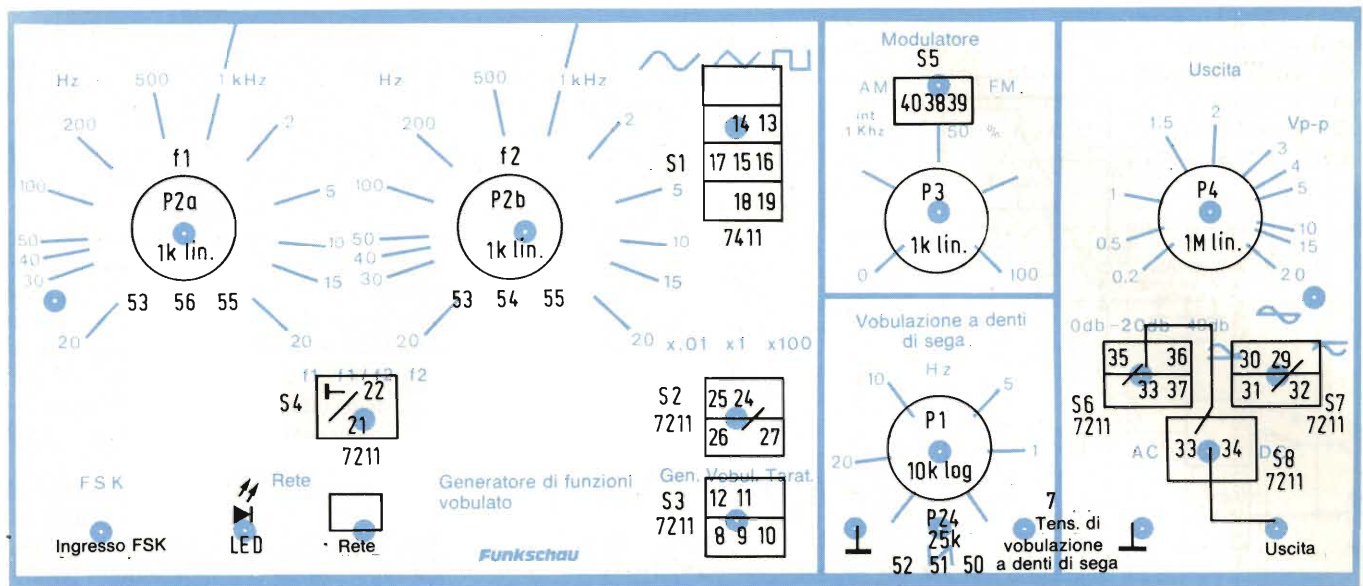 Modulatore
S5
AM
FM
403839
int
1 Khz
50 %
P3
1k lin.
0
100
Uscita
2
1.5
Vp-p
3
4
5
1
P4
10
15
0.5
1M lin.
0.2
20
Hz
500
1 kHz
200
2
f1
100
5
P2a
50
40
30
1k lin.
10
15
53 56 55
20
20
Hz
500
1 kHz
200
2
f2
100
5
P2b
50
40
30
1k lin.
10
15
53 54 55
20
20
14 13
S1
17 15 16
18 19
7411
x.01 x1 x100
f1 f1/f2 f2
S4
22
21
7211
S2
7211
25 24
26 27
Gen. Vobul. Tarat.
S3
7211
12 11
8 9 10
Vobulazione a denti
di sega
Hz
10
5
P1
20
1
10k log
P24
25k
52 51 50
7
Tens. di
vobulazione
a denti di sega
0db -20db -40db
35 36
33 37
S6
7211
30 29
31 32
S7
7211
AC
33 34
DC
S8
7211
Uscita
FSK
Ingresso FSK
Rete
LED
Rete
Generatore di funzioni
vobulato
Funkschau